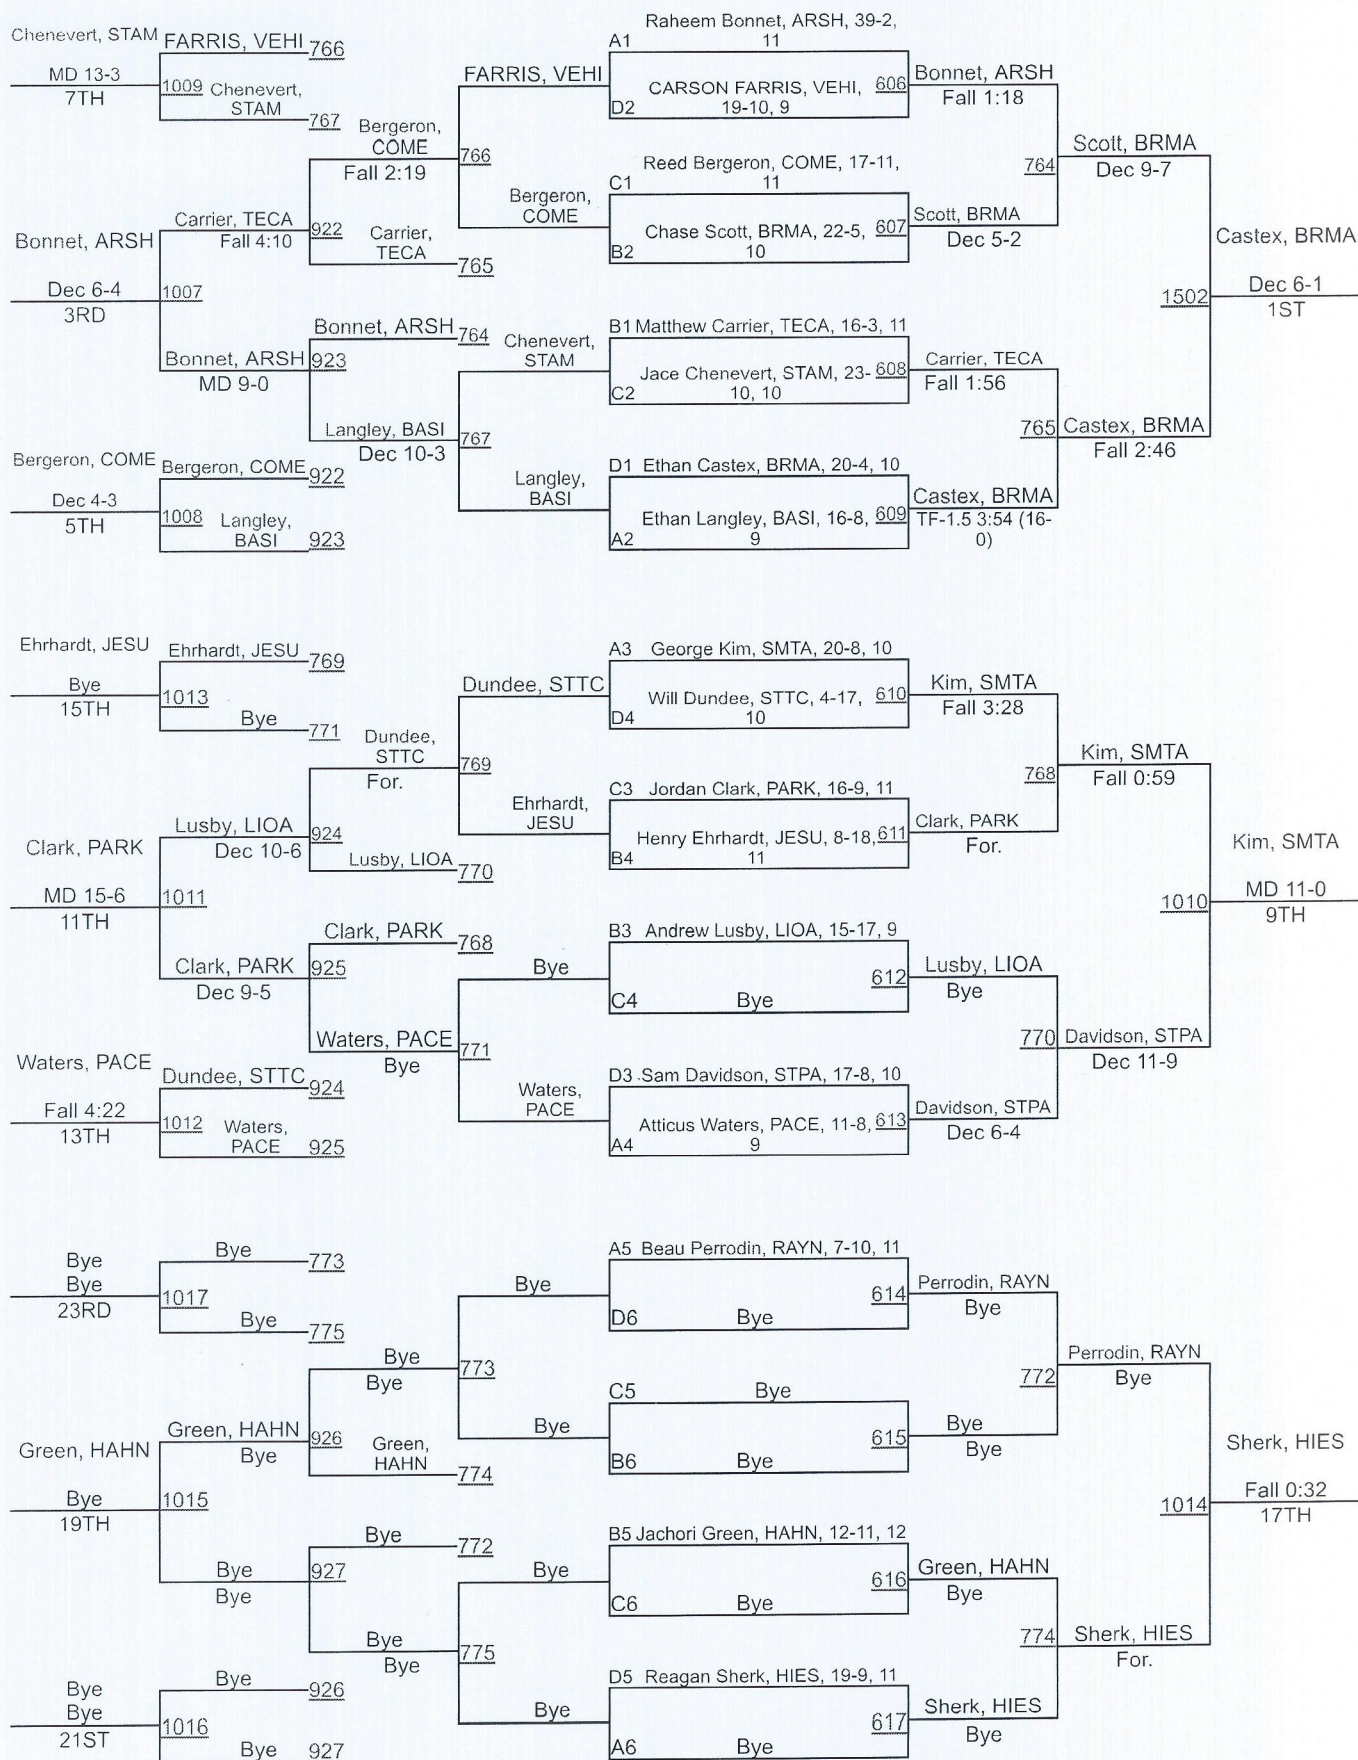 Raheem Bonnet, ARSH, 39-2,
A1 11
Chenevert, STAM FARRIS, VEHI 766
MD 13-3
7TH
1009 Chenevert,
STAM 767
FARRIS, VEHI
CARSON FARRIS, VEHI, 606
D2 19-10, 9
Bonnet, ARSH
Fall 1:18
Bergeron,
COME 766
Fall 2:19
Reed Bergeron, COME, 17-11,
C1 11
Bergeron,
COME
Chase Scott, BRMA, 22-5, 607
B2 10
Scott, BRMA
Dec 5-2
764 Scott, BRMA
Dec 9-7
Carrier, TECA 922
Fall 4:10
Carrier,
TECA 765
Bonnet, ARSH
Dec 6-4 1007
3RD
Castex, BRMA
1502 Dec 6-1
1ST
Bonnet, ARSH 764
Bonnet, ARSH 923
MD 9-0
Chenevert,
STAM
B1 Matthew Carrier, TECA, 16-3, 11
Jace Chenevert, STAM, 23- 608
C2 10, 10
Carrier, TECA
Fall 1:56
Langley, BASI 767
Dec 10-3
765 Castex, BRMA
Fall 2:46
Bergeron, COME Bergeron, COME 922
Dec 4-3
5TH
1008 Langley,
BASI 923
Langley,
BASI
D1 Ethan Castex, BRMA, 20-4, 10
Ethan Langley, BASI, 16-8, 609
A2 9
Castex, BRMA
TF-1.5 3:54 (16-
0)
Ehrhardt, JESU Ehrhardt, JESU 769
Bye 1013
15TH
Bye 771
Dundee, STTC
A3 George Kim, SMTA, 20-8, 10
Will Dundee, STTC, 4-17, 610
D4 10
Kim, SMTA
Fall 3:28
Dundee,
STTC 769
For.
768 Kim, SMTA
Fall 0:59
Ehrhardt,
JESU
C3 Jordan Clark, PARK, 16-9, 11
Henry Ehrhardt, JESU, 8-18, 611
B4 11
Clark, PARK
For.
Lusby, LIOA 924
Dec 10-6
Lusby, LIOA 770
Clark, PARK
MD 15-6 1011
11TH
Kim, SMTA
1010 MD 11-0
9TH
Clark, PARK 768
Clark, PARK 925
Dec 9-5
Bye
B3 Andrew Lusby, LIOA, 15-17, 9
612
C4 Bye
Lusby, LIOA
Bye
Waters, PACE 771
Bye
770 Davidson, STPA
Dec 11-9
Waters, PACE Dundee, STTC 924
Fall 4:22
13TH
1012 Waters,
PACE 925
Waters,
PACE
D3 Sam Davidson, STPA, 17-8, 10
Atticus Waters, PACE, 11-8, 613
A4 9
Davidson, STPA
Dec 6-4
Bye
Bye
23RD
Bye 773
1017
Bye 775
Bye
A5 Beau Perrodin, RAYN, 7-10, 11
614
D6 Bye
Perrodin, RAYN
Bye
Bye 773
Bye
772 Perrodin, RAYN
Bye
Bye
C5 Bye
615
B6 Bye
Bye
Bye
Green, HAHN 926
Bye
Green,
HAHN 774
Green, HAHN
Bye 1015
19TH
Sherk, HIES
1014 Fall 0:32
17TH
Bye 772
Bye 927
Bye
Bye
B5 Jachori Green, HAHN, 12-11, 12
616
C6 Bye
Green, HAHN
Bye
Bye 775
Bye
774 Sherk, HIES
For.
Bye
Bye
21ST
Bye 926
1016
Bye 927
Bye
D5 Reagan Sherk, HIES, 19-9, 11
617
A6 Bye
Sherk, HIES
Bye